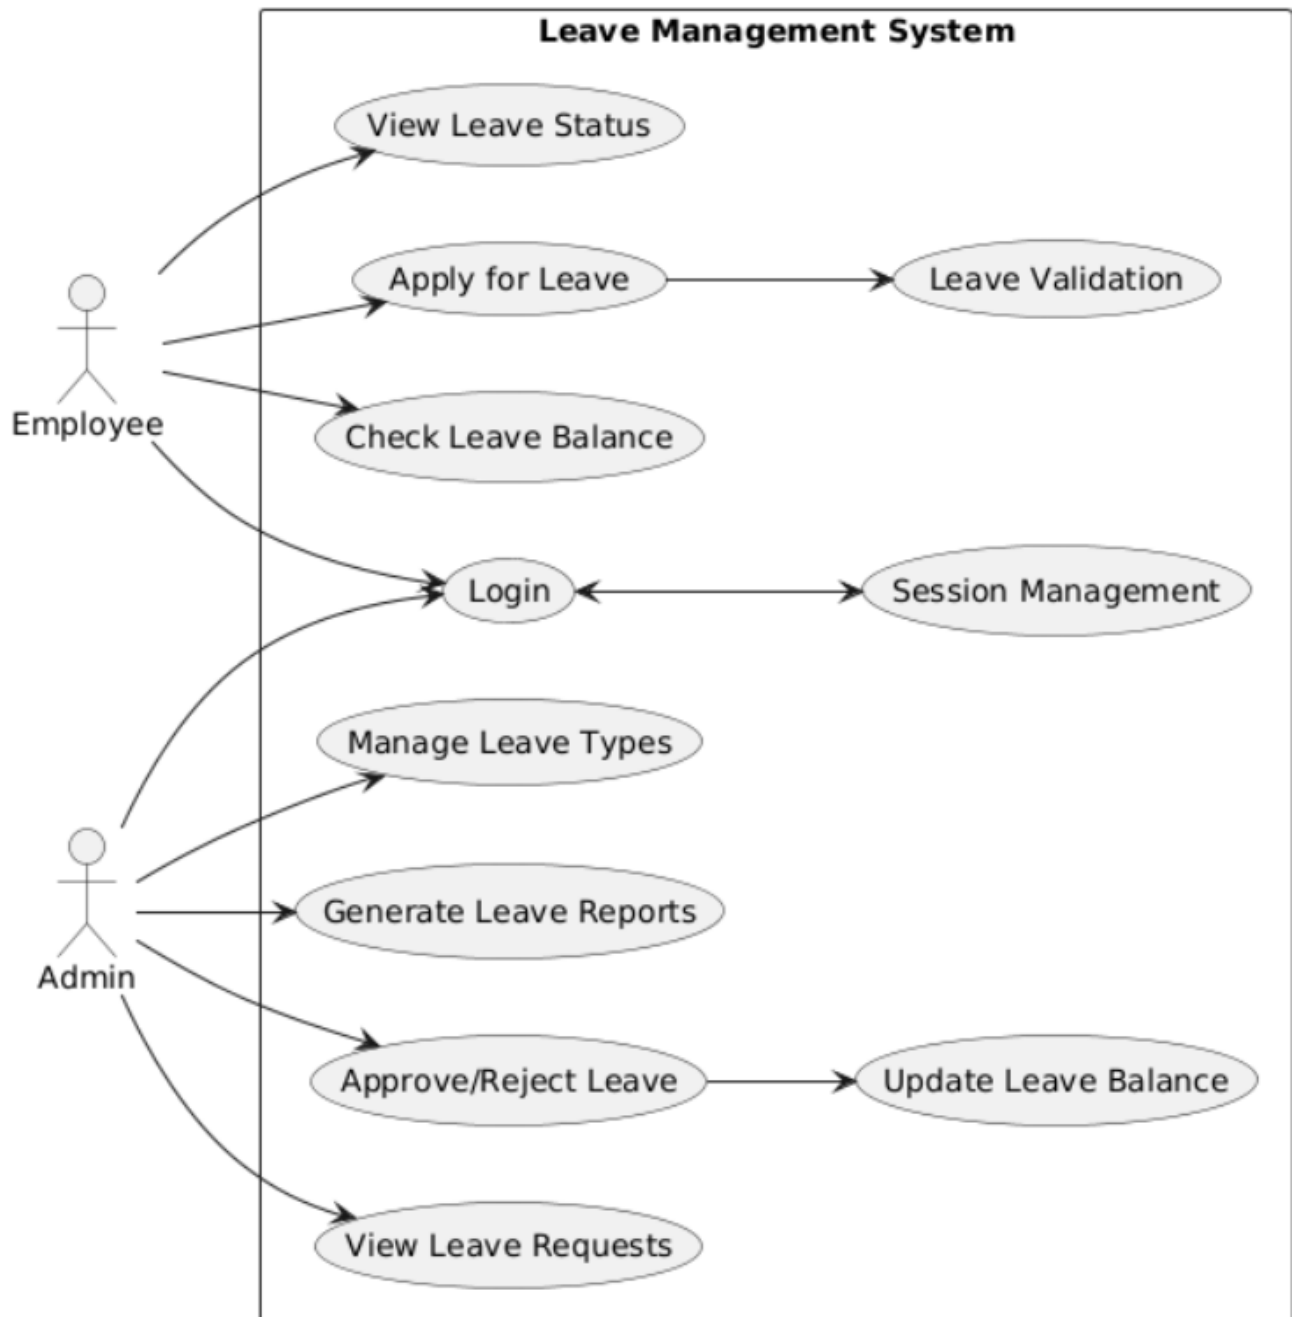 Leave Management System
View Leave Status
Apply for Leave
Leave Validation
Employee
Check Leave Balance
Login
Session Management
Manage Leave Types
Generate Leave Reports
Admin
Approve/Reject Leave
Update Leave Balance
View Leave Requests